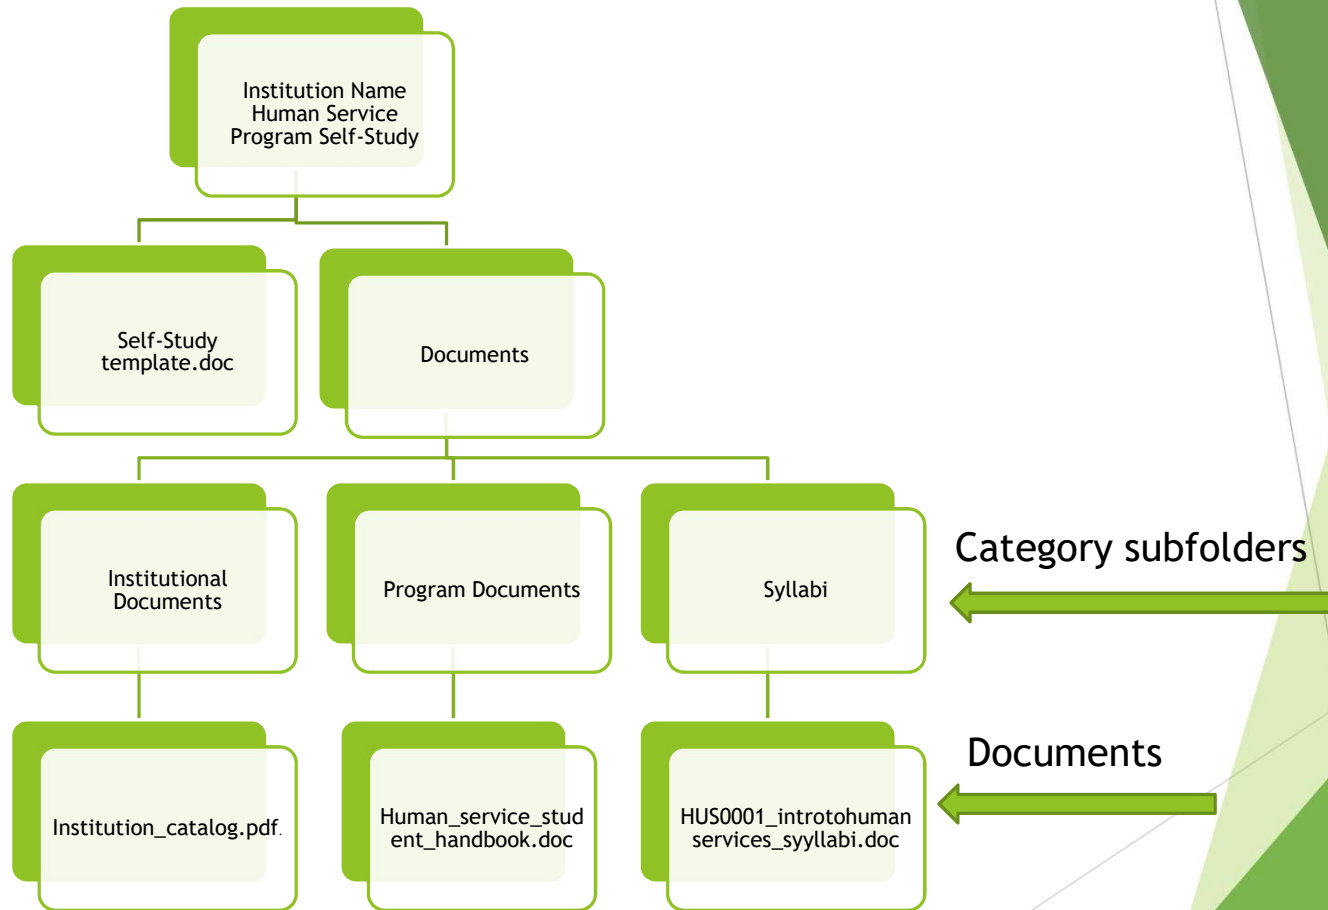 Institution Name
Human Service
Program Self-Study
Self-Study
template.doc
Documents
Institutional
Documents
Program Documents
Syllabi
Category subfolders
Institution_catalog.pdf.
Human_service_stud
ent_handbook.doc
HUS0001_introtohuman
services_syyllabi.doc
Documents